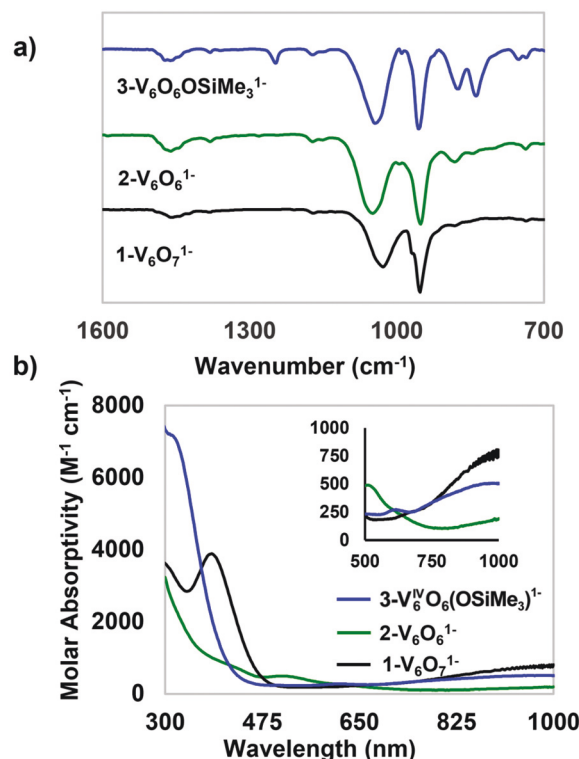 a)
3-V₆O₆OSiMe₃¹⁻
2-V₆O₆¹⁻
1-V₆O₇¹⁻
1600 1300 1000 700
Wavenumber (cm⁻¹)
b)
Molar Absorptivity (M⁻¹ cm⁻¹)
8000
6000
4000
2000
0
1000
750
500
250
0
500 750 1000
3-V₆ᴵⱽO₆(OSiMe₃)¹⁻
2-V₆O₆¹⁻
1-V₆O₇¹⁻
300 475 650 825 1000
Wavelength (nm)